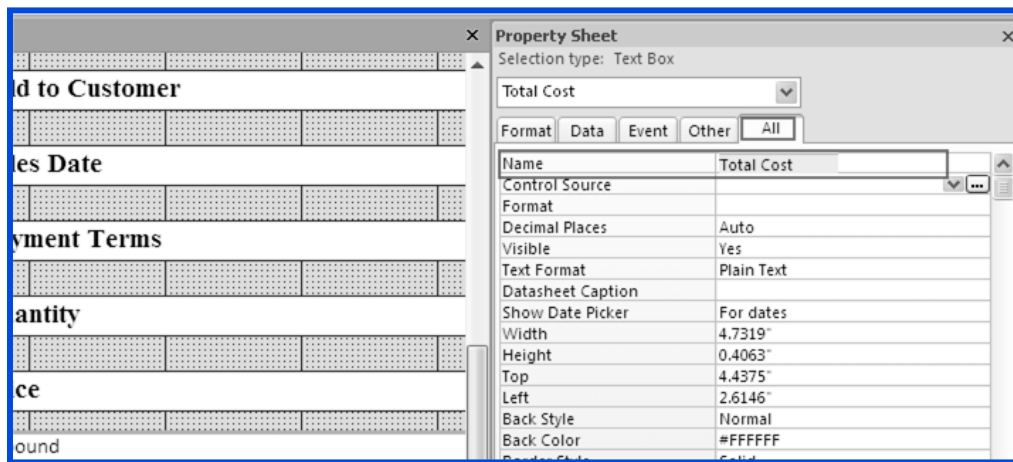 ld to Customer
les Date
yment Terms
antity
ce
ound
Property Sheet
Selection type: Text Box
Total Cost
Format Data Event Other All
Name Total Cost
Control Source
Format
Decimal Places Auto
Visible Yes
Text Format Plain Text
Datasheet Caption
Show Date Picker For dates
Width 4.7319"
Height 0.4063"
Top 4.4375"
Left 2.6146"
Back Style Normal
Back Color #FFFFFF
Border Style Solid